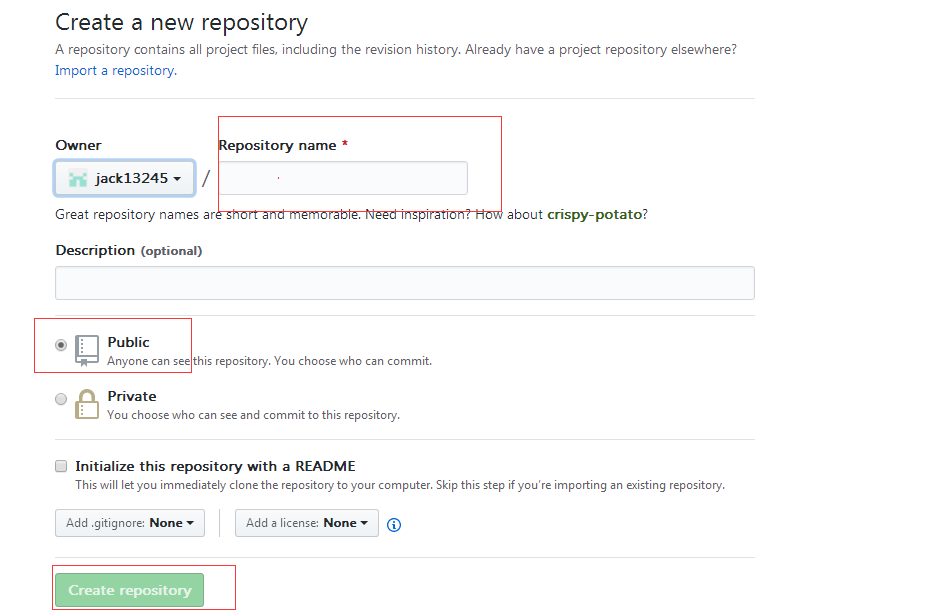 Create a new repository
A repository contains all project files, including the revision history. Already have a project repository elsewhere?
Import a repository.
Owner
Repository name *
jack13245
/
Great repository names are short and memorable. Need inspiration? How about crispy-potato?
Description (optional)
Public
Anyone can see this repository. You choose who can commit.
Private
You choose who can see and commit to this repository.
Initialize this repository with a README
This will let you immediately clone the repository to your computer. Skip this step if you’re importing an existing repository.
Add .gitignore: None
Add a license: None
Create repository